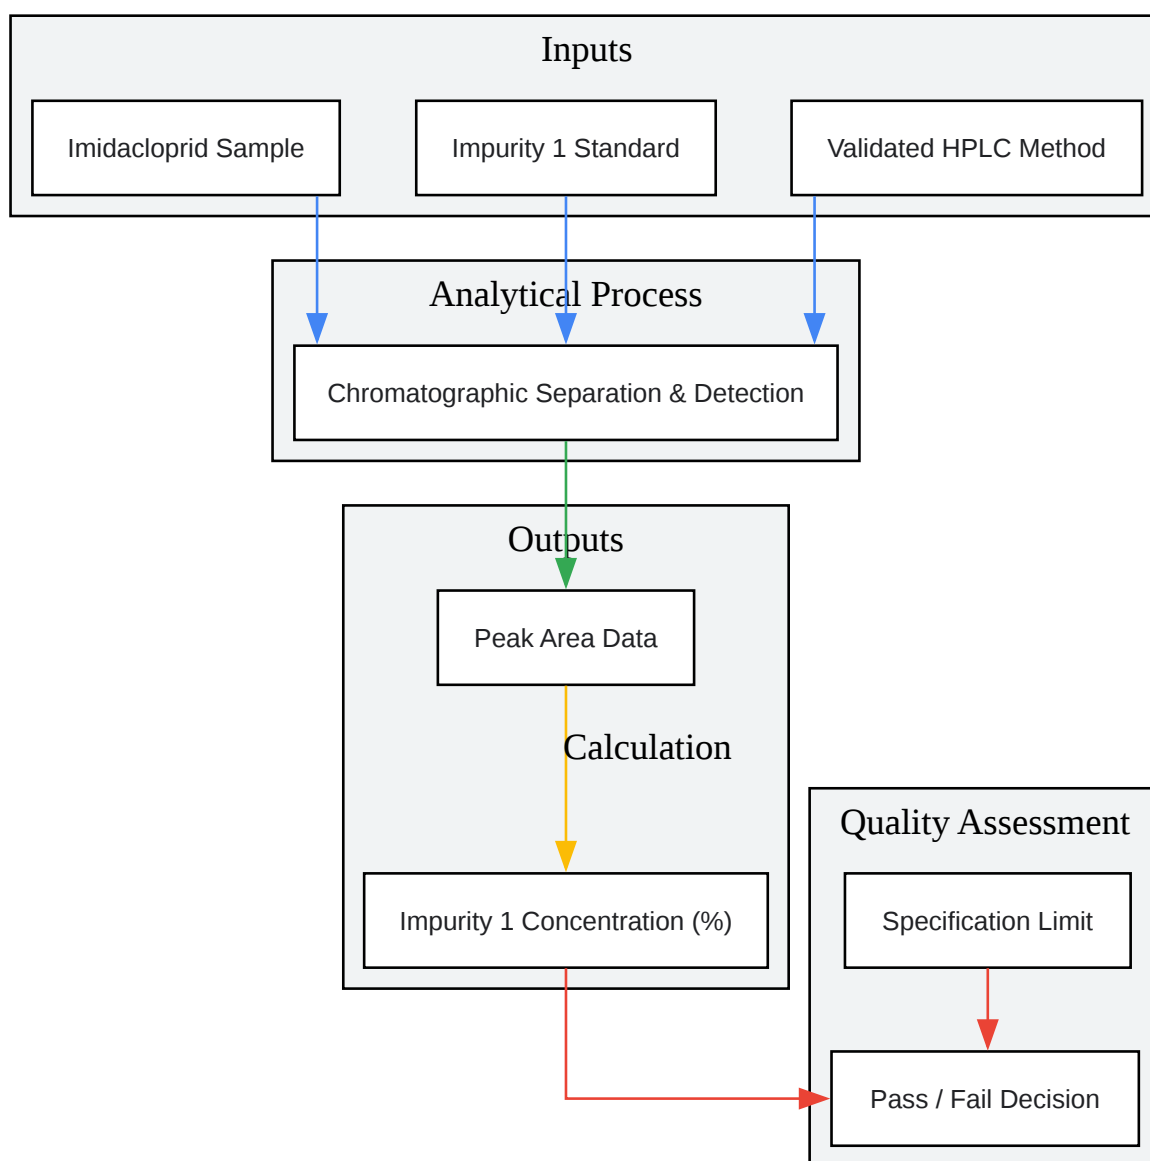 Inputs
Imidacloprid Sample
Impurity 1 Standard
Validated HPLC Method
Analytical Process
Chromatographic Separation & Detection
Outputs
Peak Area Data
Calculation
Impurity 1 Concentration (%)
Quality Assessment
Specification Limit
Pass / Fail Decision